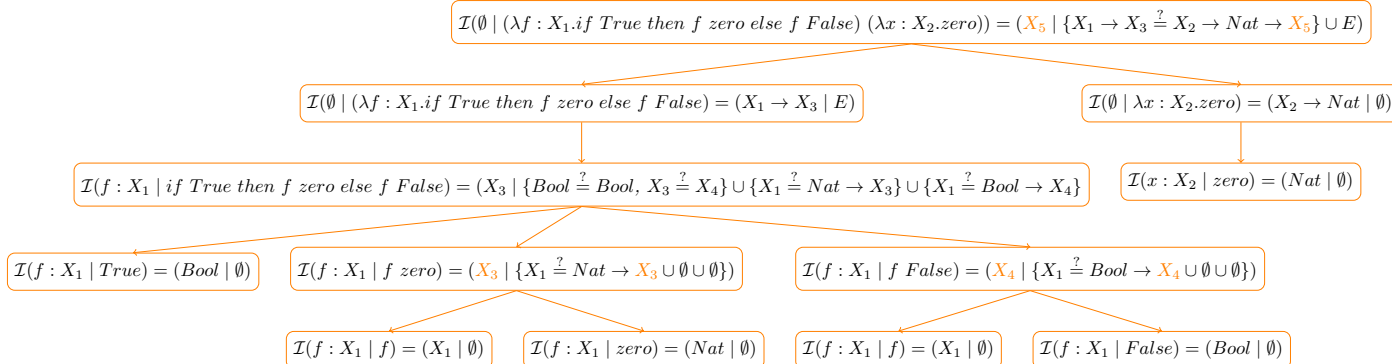 I(∅ | (λf : X₁.if True then f zero else f False) (λx : X₂.zero)) = (X₅ | {X₁ → X₃ ≟ X₂ → Nat → X₅} ∪ E)
I(∅ | (λf : X₁.if True then f zero else f False) = (X₁ → X₃ | E)
I(∅ | λx : X₂.zero) = (X₂ → Nat | ∅)
I(f : X₁ | if True then f zero else f False) = (X₃ | {Bool ≟ Bool, X₃ ≟ X₄} ∪ {X₁ ≟ Nat → X₃} ∪ {X₁ ≟ Bool → X₄}
I(x : X₂ | zero) = (Nat | ∅)
I(f : X₁ | True) = (Bool | ∅)
I(f : X₁ | f zero) = (X₃ | {X₁ ≟ Nat → X₃ ∪ ∅ ∪ ∅})
I(f : X₁ | f False) = (X₄ | {X₁ ≟ Bool → X₄ ∪ ∅ ∪ ∅})
I(f : X₁ | f) = (X₁ | ∅)
I(f : X₁ | zero) = (Nat | ∅)
I(f : X₁ | f) = (X₁ | ∅)
I(f : X₁ | False) = (Bool | ∅)